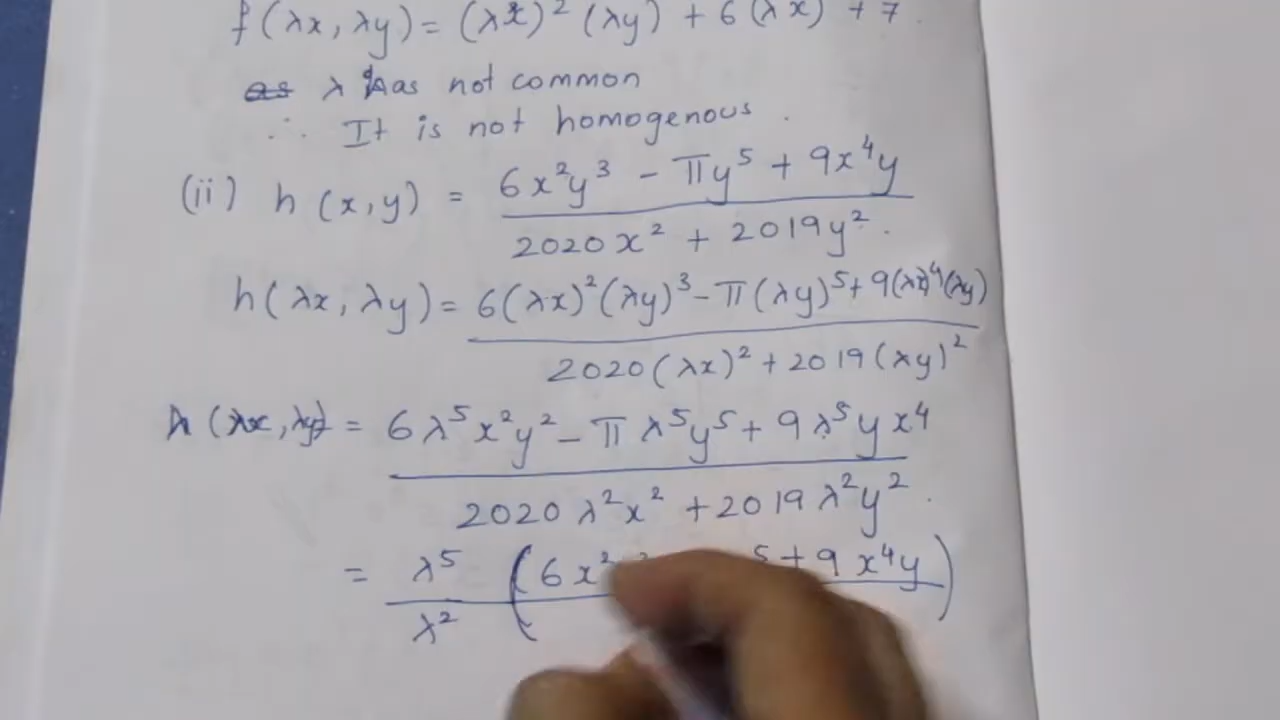 f(λx, λy) = (λx)² (λy) + 6(λx) + 7
λ has not common
∴ It is not homogenous.
(ii) h(x,y) = 6x²y³ - πy⁵ + 9x⁴y
2020x² + 2019y².
h(λx, λy) = 6(λx)²(λy)³ - π(λy)⁵ + 9(λx)⁴(λy)
2020(λx)² + 2019(λy)²
h(λx, λy) = 6λ⁵x²y² - πλ⁵y⁵ + 9λ⁵yx⁴
2020λ²x² + 2019λ²y².
= λ⁵ (6x² ⁵ + 9x⁴y)
λ²